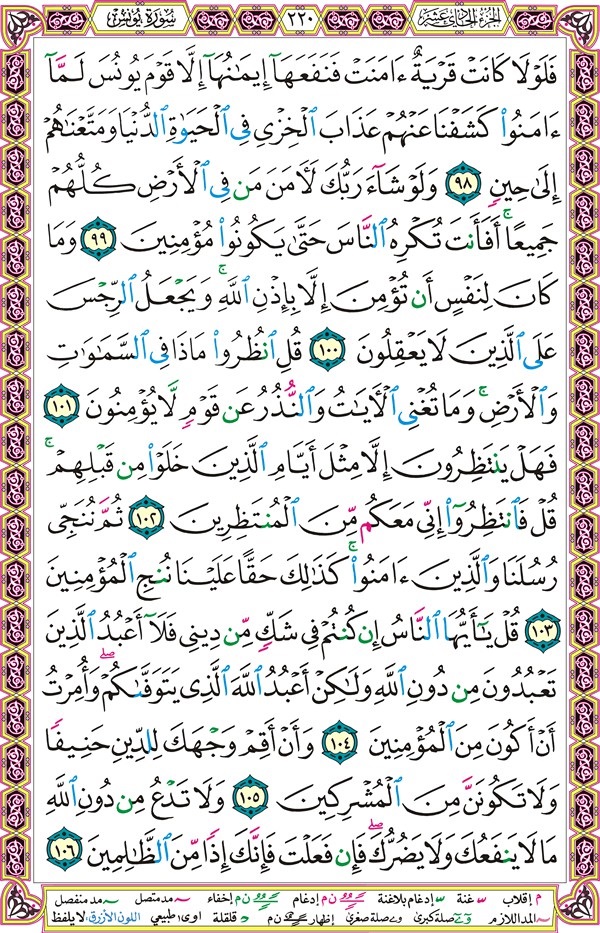 الجزء الحادي عشر ٢٢٠ سورة يونس
فَلَوْلَا كَانَتْ قَرْيَةٌ ءَامَنَتْ فَنَفَعَهَآ إِيمَٰنُهَآ إِلَّا قَوْمَ يُونُسَ لَمَّآ
ءَامَنُوا۟ كَشَفْنَا عَنْهُمْ عَذَابَ ٱلْخِزْىِ فِى ٱلْحَيَوٰةِ ٱلدُّنْيَا وَمَتَّعْنَٰهُمْ
إِلَىٰ حِينٍ ٩٨ وَلَوْ شَآءَ رَبُّكَ لَءَامَنَ مَن فِى ٱلْأَرْضِ كُلُّهُمْ
جَمِيعًا ۚ أَفَأَنتَ تُكْرِهُ ٱلنَّاسَ حَتَّىٰ يَكُونُوا۟ مُؤْمِنِينَ ٩٩ وَمَا
كَانَ لِنَفْسٍ أَن تُؤْمِنَ إِلَّا بِإِذْنِ ٱللَّهِ ۚ وَيَجْعَلُ ٱلرِّجْسَ
عَلَى ٱلَّذِينَ لَا يَعْقِلُونَ ١٠٠ قُلِ ٱنظُرُوا۟ مَاذَا فِى ٱلسَّمَٰوَٰتِ
وَٱلْأَرْضِ ۚ وَمَا تُغْنِى ٱلْءَايَٰتُ وَٱلنُّذُرُ عَن قَوْمٍ لَّا يُؤْمِنُونَ ١٠١
فَهَلْ يَنتَظِرُونَ إِلَّا مِثْلَ أَيَّامِ ٱلَّذِينَ خَلَوْا۟ مِن قَبْلِهِمْ ۚ
قُلْ فَٱنتَظِرُوٓا۟ إِنِّى مَعَكُم مِّنَ ٱلْمُنتَظِرِينَ ١٠٢ ثُمَّ نُنَجِّى
رُسُلَنَا وَٱلَّذِينَ ءَامَنُوا۟ ۚ كَذَٰلِكَ حَقًّا عَلَيْنَا نُنجِ ٱلْمُؤْمِنِينَ
١٠٣ قُلْ يَٰٓأَيُّهَا ٱلنَّاسُ إِن كُنتُمْ فِى شَكٍّ مِّن دِينِى فَلَآ أَعْبُدُ ٱلَّذِينَ
تَعْبُدُونَ مِن دُونِ ٱللَّهِ وَلَٰكِنْ أَعْبُدُ ٱللَّهَ ٱلَّذِى يَتَوَفَّىٰكُمْ ۖ وَأُمِرْتُ
أَنْ أَكُونَ مِنَ ٱلْمُؤْمِنِينَ ١٠٤ وَأَنْ أَقِمْ وَجْهَكَ لِلدِّينِ حَنِيفًا
وَلَا تَكُونَنَّ مِنَ ٱلْمُشْرِكِينَ ١٠٥ وَلَا تَدْعُ مِن دُونِ ٱللَّهِ
مَا لَا يَنفَعُكَ وَلَا يَضُرُّكَ ۖ فَإِن فَعَلْتَ فَإِنَّكَ إِذًا مِّنَ ٱلظَّٰلِمِينَ ١٠٦
م إقلاب غنة إدغام بلاغنة ن م إدغام ن م إخفاء مد متصل مد منفصل
المد اللازم صلة كبرى صلة صغرى إظهار قلقلة اوى: طبيعي اللون الأزرق: لا يلفظ